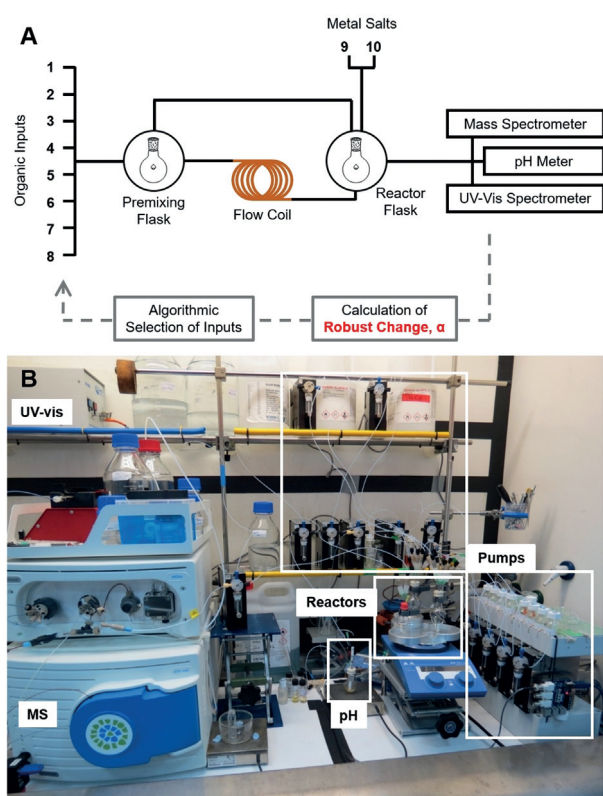 A
Metal Salts
9 10
Organic Inputs
1
2
3
4
5
6
7
8
Premixing
Flask
Flow Coil
Reactor
Flask
Mass Spectrometer
pH Meter
UV-Vis Spectrometer
Algorithmic
Selection of Inputs
Calculation of
Robust Change, α
B
UV-vis
Pumps
Reactors
pH
MS